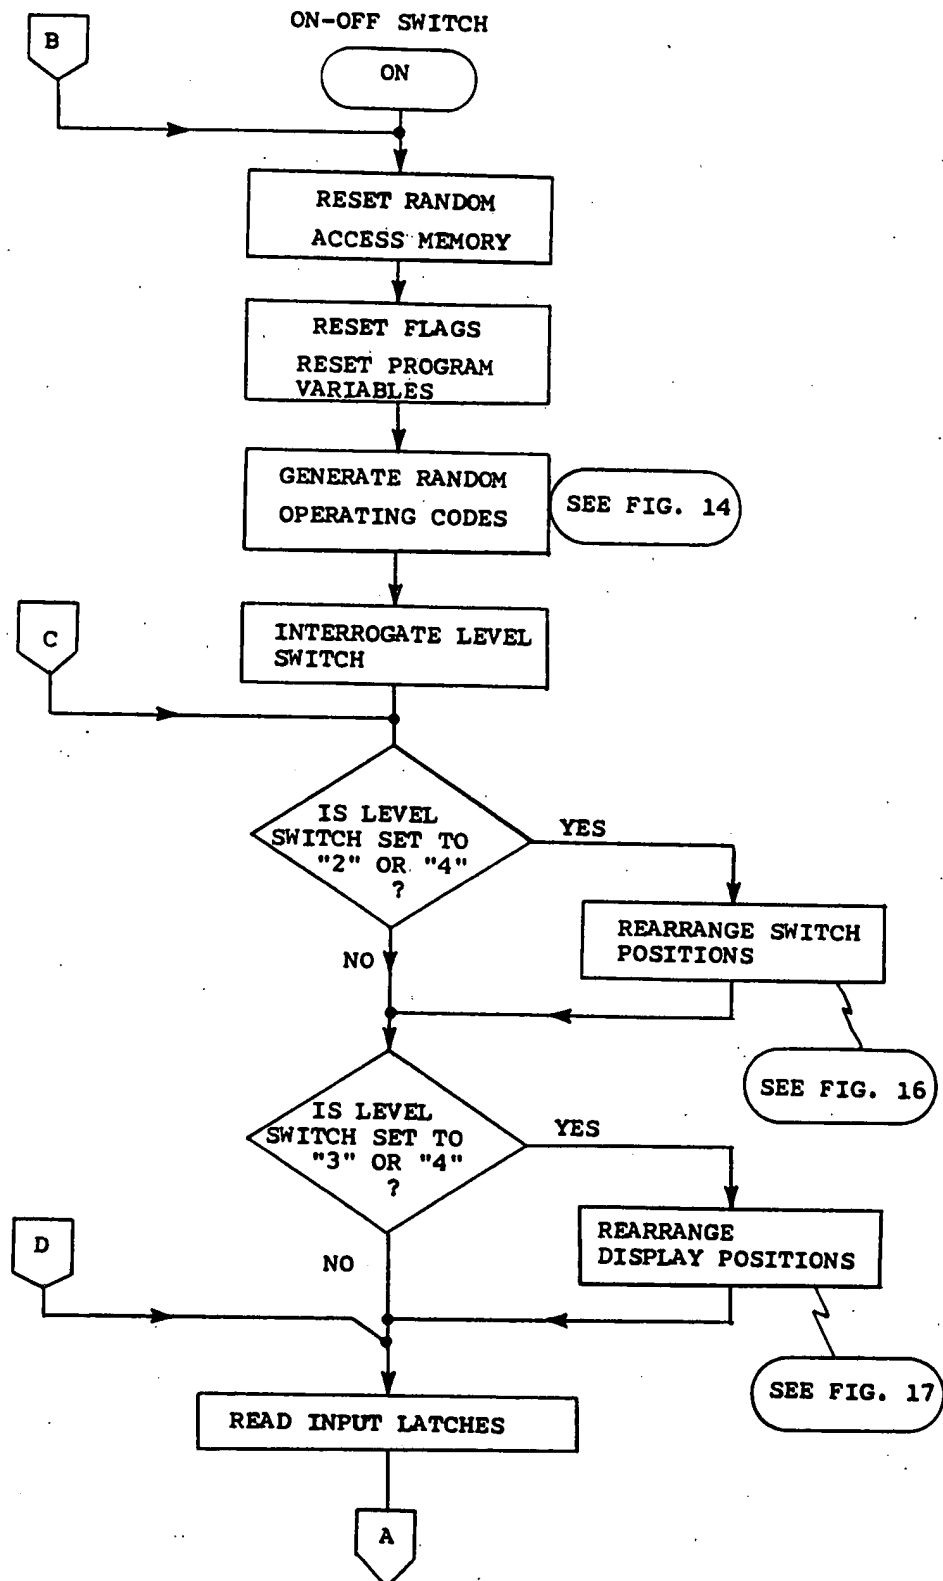 ON-OFF SWITCH
B
ON
RESET RANDOM
ACCESS MEMORY
RESET FLAGS
RESET PROGRAM
VARIABLES
GENERATE RANDOM
OPERATING CODES
SEE FIG. 14
C
INTERROGATE LEVEL
SWITCH
IS LEVEL
SWITCH SET TO
"2" OR "4"
?
YES
NO
REARRANGE SWITCH
POSITIONS
SEE FIG. 16
IS LEVEL
SWITCH SET TO
"3" OR "4"
?
YES
NO
REARRANGE
DISPLAY POSITIONS
D
SEE FIG. 17
READ INPUT LATCHES
A